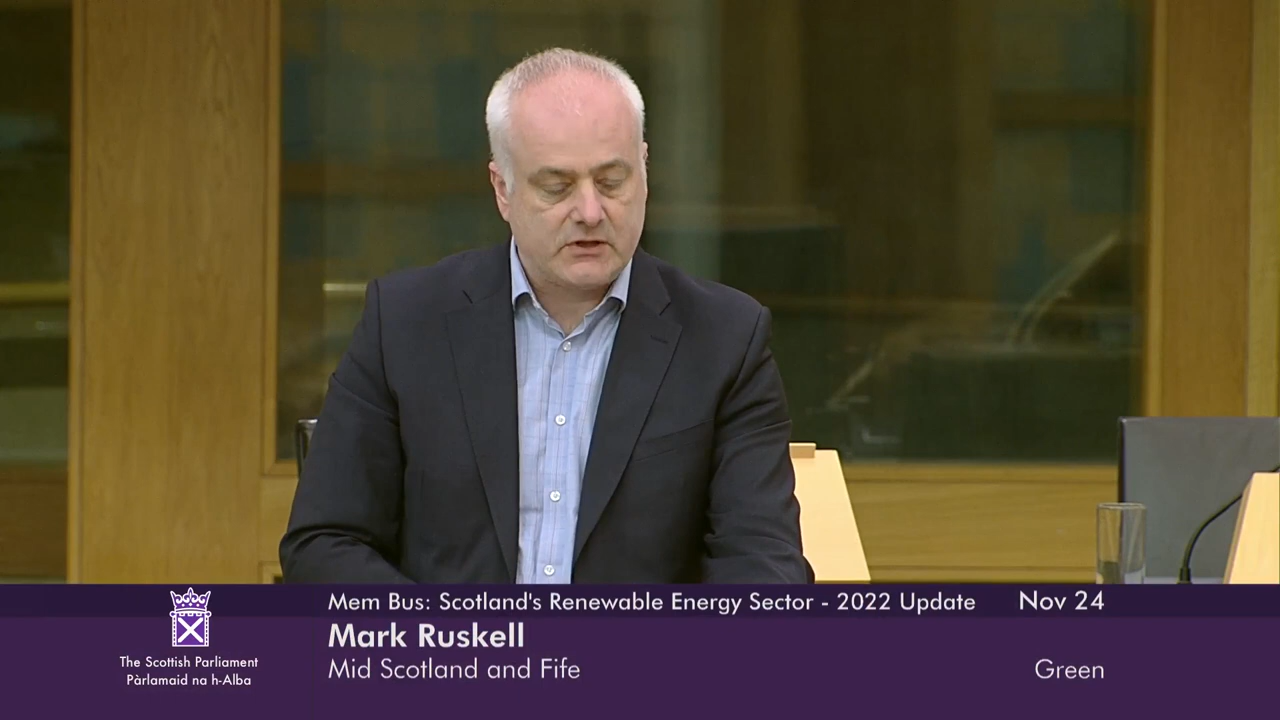 Mem Bus: Scotland's Renewable Energy Sector - 2022 Update Nov 24
Mark Ruskell
Mid Scotland and Fife Green
The Scottish Parliament
Pàrlamaid na h-Alba